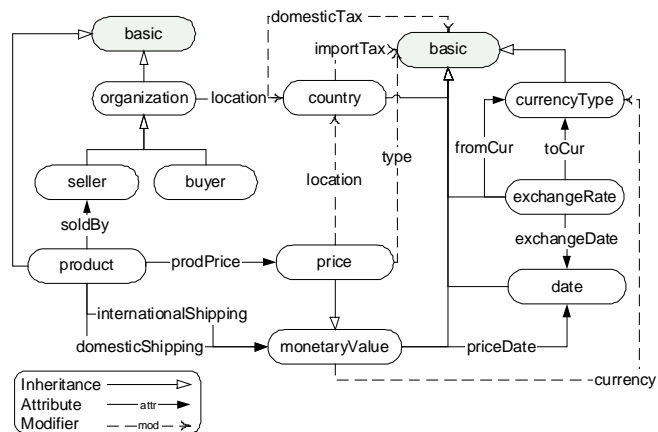 domesticTax
basic
importTax
basic
organization
location
country
currencyType
fromCur
toCur
type
seller
buyer
location
exchangeRate
soldBy
exchangeDate
product
prodPrice
price
date
internationalShipping
domesticShipping
monetaryValue
priceDate
currency
Inheritance
Attribute
attr
Modifier
mod